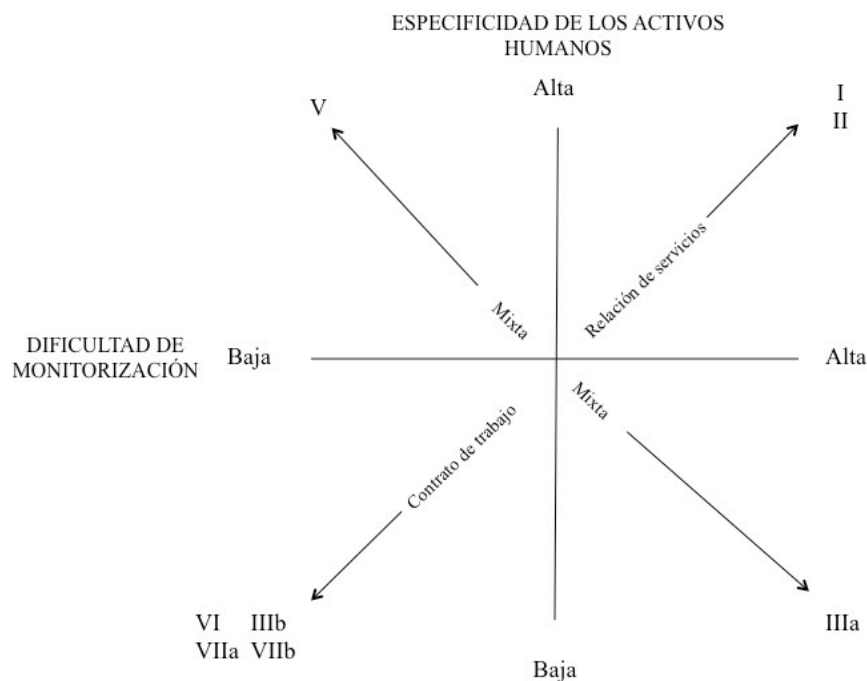 ESPECIFICIDAD DE LOS ACTIVOS
HUMANOS
Alta
I
II
V
Relación de servicios
Mixta
DIFICULTAD DE
MONITORIZACIÓN
Baja
Alta
Mixta
Contrato de trabajo
VI IIIb
VIIa VIIb
IIIa
Baja